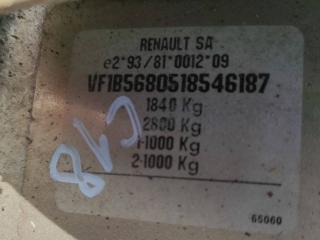 RENAULT SA
e2*93/81*0012*09
VF1B5680518546187
1840 Kg
2800 Kg
1-1000 Kg
2-1000 Kg
65060